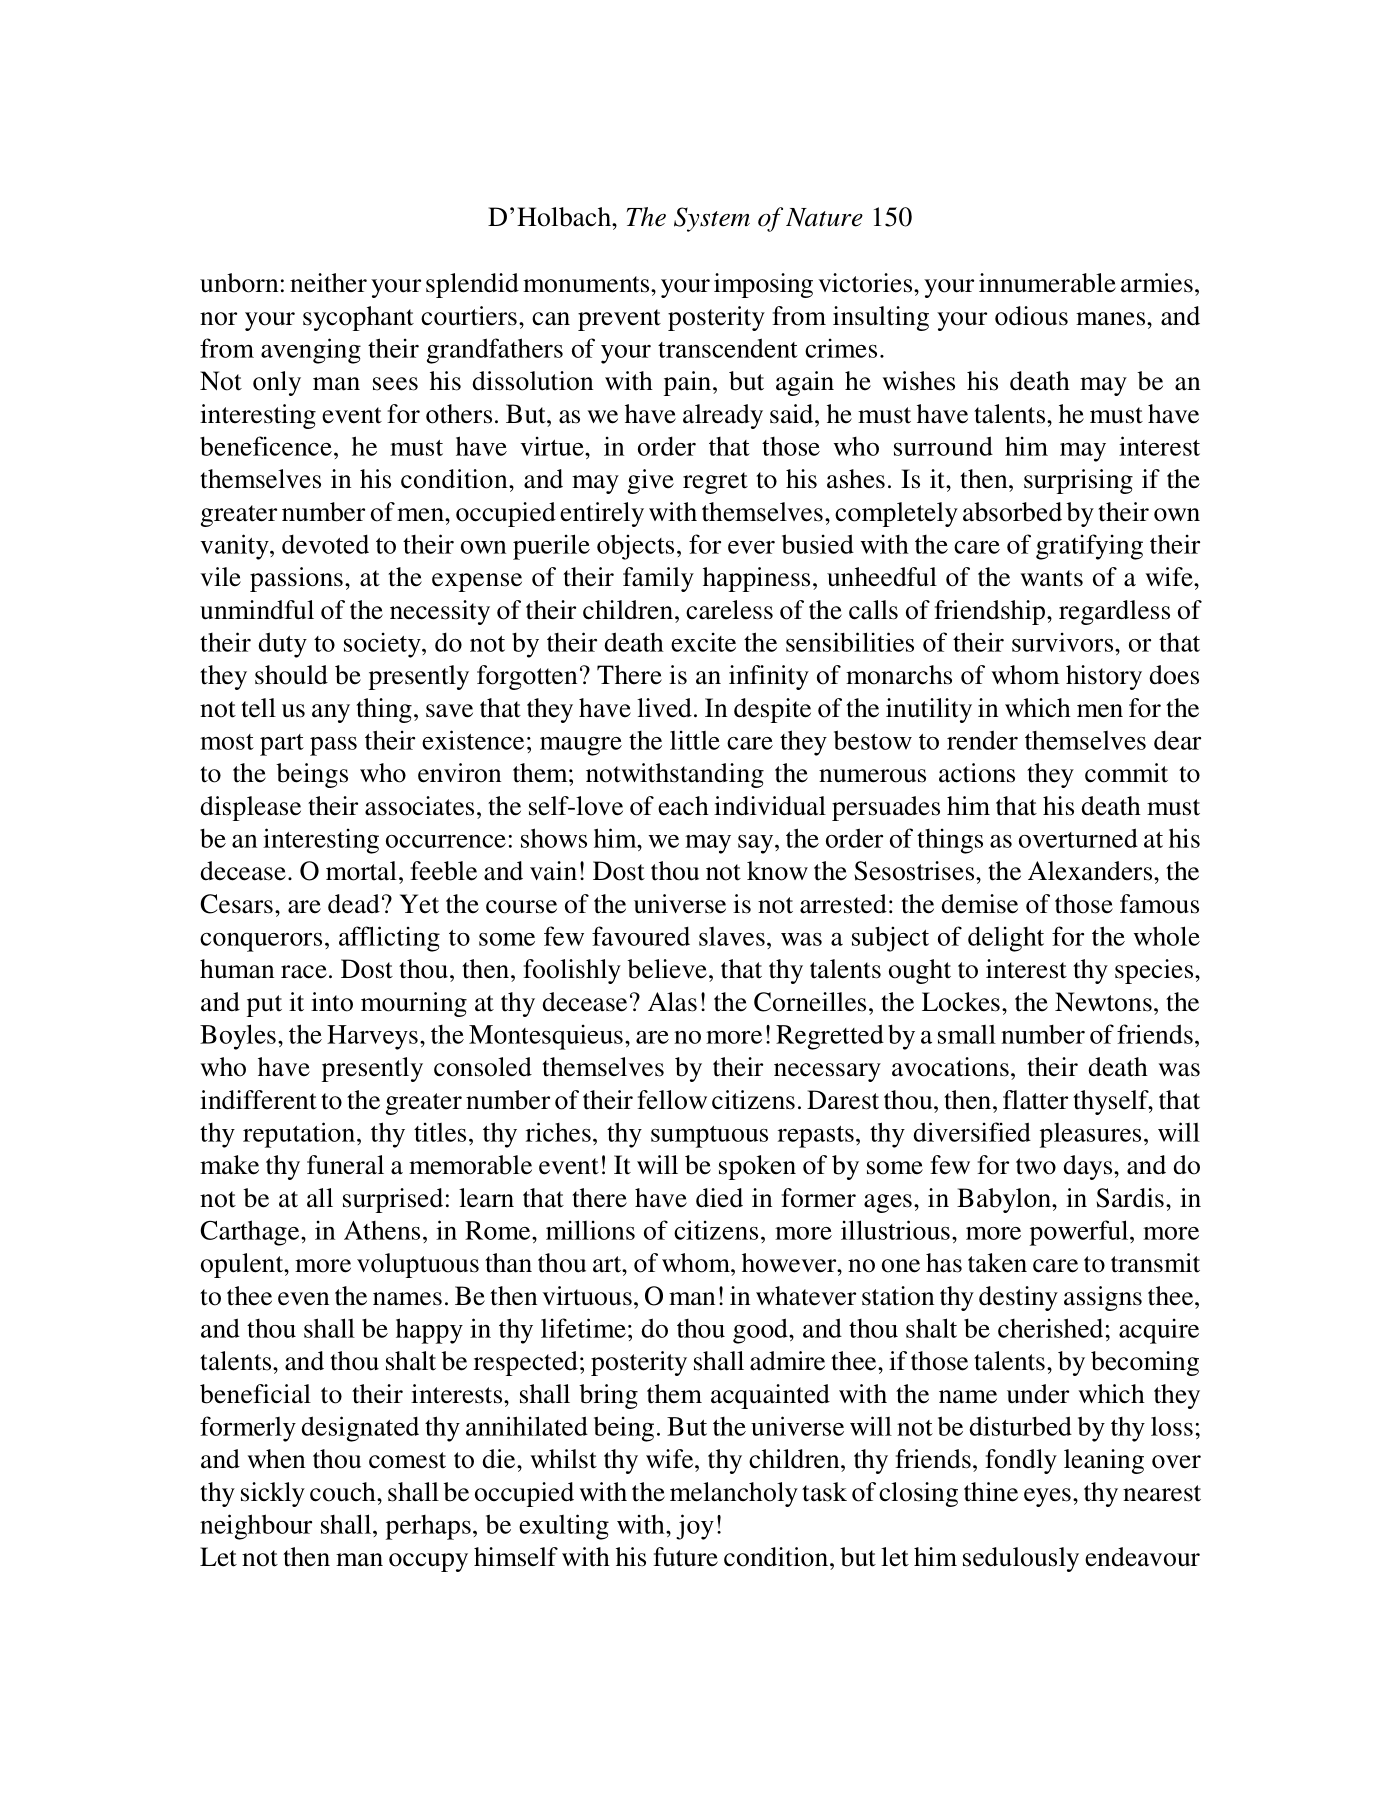 D’Holbach, The System of Nature 150
unborn: neither your splendid monuments, your imposing victories, your innumerable armies,
nor your sycophant courtiers, can prevent posterity from insulting your odious manes, and
from avenging their grandfathers of your transcendent crimes.
Not only man sees his dissolution with pain, but again he wishes his death may be an
interesting event for others. But, as we have already said, he must have talents, he must have
beneficence, he must have virtue, in order that those who surround him may interest
themselves in his condition, and may give regret to his ashes. Is it, then, surprising if the
greater number of men, occupied entirely with themselves, completely absorbed by their own
vanity, devoted to their own puerile objects, for ever busied with the care of gratifying their
vile passions, at the expense of their family happiness, unheedful of the wants of a wife,
unmindful of the necessity of their children, careless of the calls of friendship, regardless of
their duty to society, do not by their death excite the sensibilities of their survivors, or that
they should be presently forgotten? There is an infinity of monarchs of whom history does
not tell us any thing, save that they have lived. In despite of the inutility in which men for the
most part pass their existence; maugre the little care they bestow to render themselves dear
to the beings who environ them; notwithstanding the numerous actions they commit to
displease their associates, the self-love of each individual persuades him that his death must
be an interesting occurrence: shows him, we may say, the order of things as overturned at his
decease. O mortal, feeble and vain! Dost thou not know the Sesostrises, the Alexanders, the
Cesars, are dead? Yet the course of the universe is not arrested: the demise of those famous
conquerors, afflicting to some few favoured slaves, was a subject of delight for the whole
human race. Dost thou, then, foolishly believe, that thy talents ought to interest thy species,
and put it into mourning at thy decease? Alas! the Corneilles, the Lockes, the Newtons, the
Boyles, the Harveys, the Montesquieus, are no more! Regretted by a small number of friends,
who have presently consoled themselves by their necessary avocations, their death was
indifferent to the greater number of their fellow citizens. Darest thou, then, flatter thyself, that
thy reputation, thy titles, thy riches, thy sumptuous repasts, thy diversified pleasures, will
make thy funeral a memorable event! It will be spoken of by some few for two days, and do
not be at all surprised: learn that there have died in former ages, in Babylon, in Sardis, in
Carthage, in Athens, in Rome, millions of citizens, more illustrious, more powerful, more
opulent, more voluptuous than thou art, of whom, however, no one has taken care to transmit
to thee even the names. Be then virtuous, O man! in whatever station thy destiny assigns thee,
and thou shall be happy in thy lifetime; do thou good, and thou shalt be cherished; acquire
talents, and thou shalt be respected; posterity shall admire thee, if those talents, by becoming
beneficial to their interests, shall bring them acquainted with the name under which they
formerly designated thy annihilated being. But the universe will not be disturbed by thy loss;
and when thou comest to die, whilst thy wife, thy children, thy friends, fondly leaning over
thy sickly couch, shall be occupied with the melancholy task of closing thine eyes, thy nearest
neighbour shall, perhaps, be exulting with, joy!
Let not then man occupy himself with his future condition, but let him sedulously endeavour